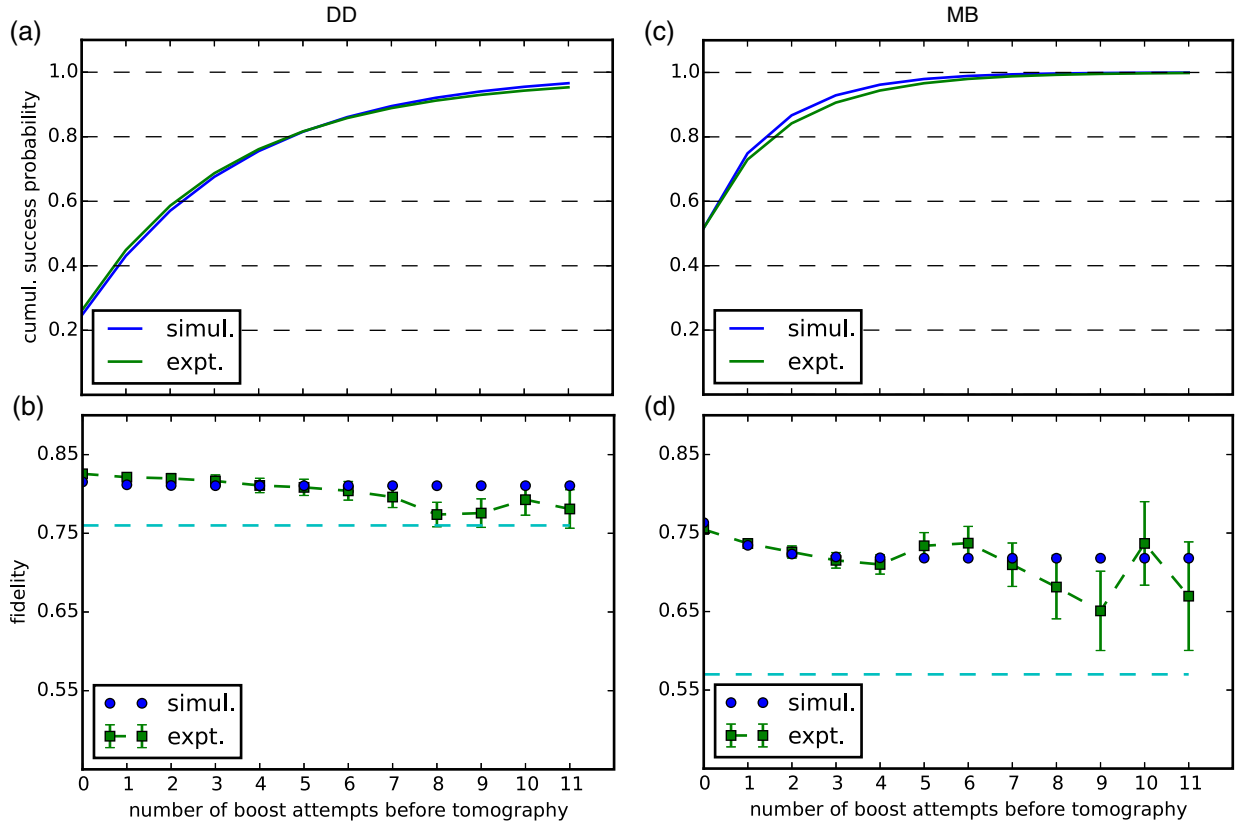 DD
MB
(a)
(c)
cumul. success probability
1.0
0.8
0.6
0.4
0.2
simul.
expt.
1.0
0.8
0.6
0.4
0.2
simul.
expt.
(b)
(d)
fidelity
0.85
0.75
0.65
0.55
simul.
expt.
0 1 2 3 4 5 6 7 8 9 10 11
number of boost attempts before tomography
0.85
0.75
0.65
0.55
simul.
expt.
0 1 2 3 4 5 6 7 8 9 10 11
number of boost attempts before tomography